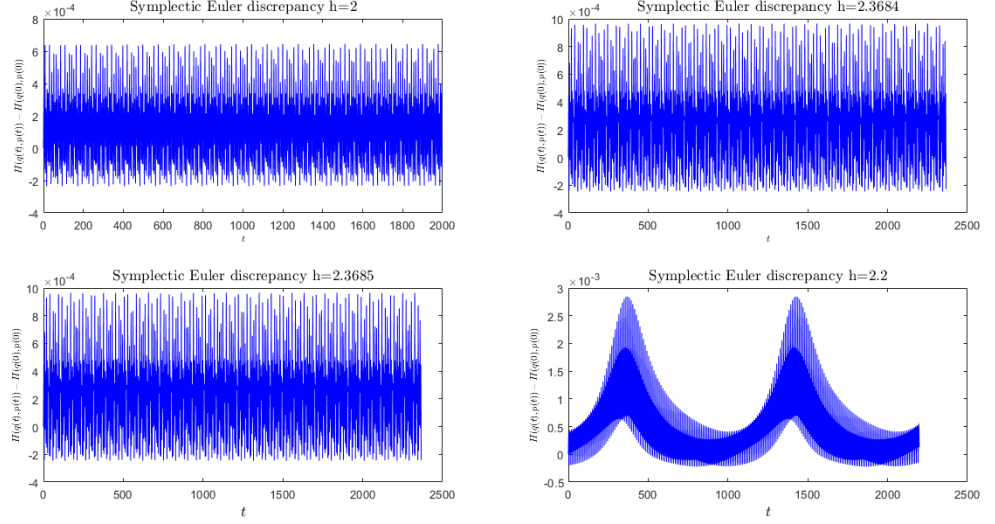 Symplectic Euler discrepancy h=2
×10^-4
8
6
4
2
0
-2
-4
0 200 400 600 800 1000 1200 1400 1600 1800 2000
t
H(q(t),p(t)) − H(q(0),p(0))
Symplectic Euler discrepancy h=2.3684
×10^-4
10
8
6
4
2
0
-2
-4
0 500 1000 1500 2000 2500
t
H(q(t),p(t)) − H(q(0),p(0))
Symplectic Euler discrepancy h=2.3685
×10^-4
10
8
6
4
2
0
-2
-4
0 500 1000 1500 2000 2500
t
H(q(t),p(t)) − H(q(0),p(0))
Symplectic Euler discrepancy h=2.2
×10^-3
3
2.5
2
1.5
1
0.5
0
-0.5
0 500 1000 1500 2000 2500
t
H(q(t),p(t)) − H(q(0),p(0))